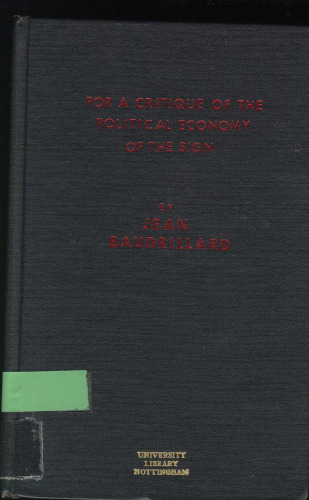 FOR A CRITIQUE OF THE
POLITICAL ECONOMY
OF THE SIGN
BY
JEAN
BAUDRILLARD
UNIVERSITY
LIBRARY
NOTTINGHAM